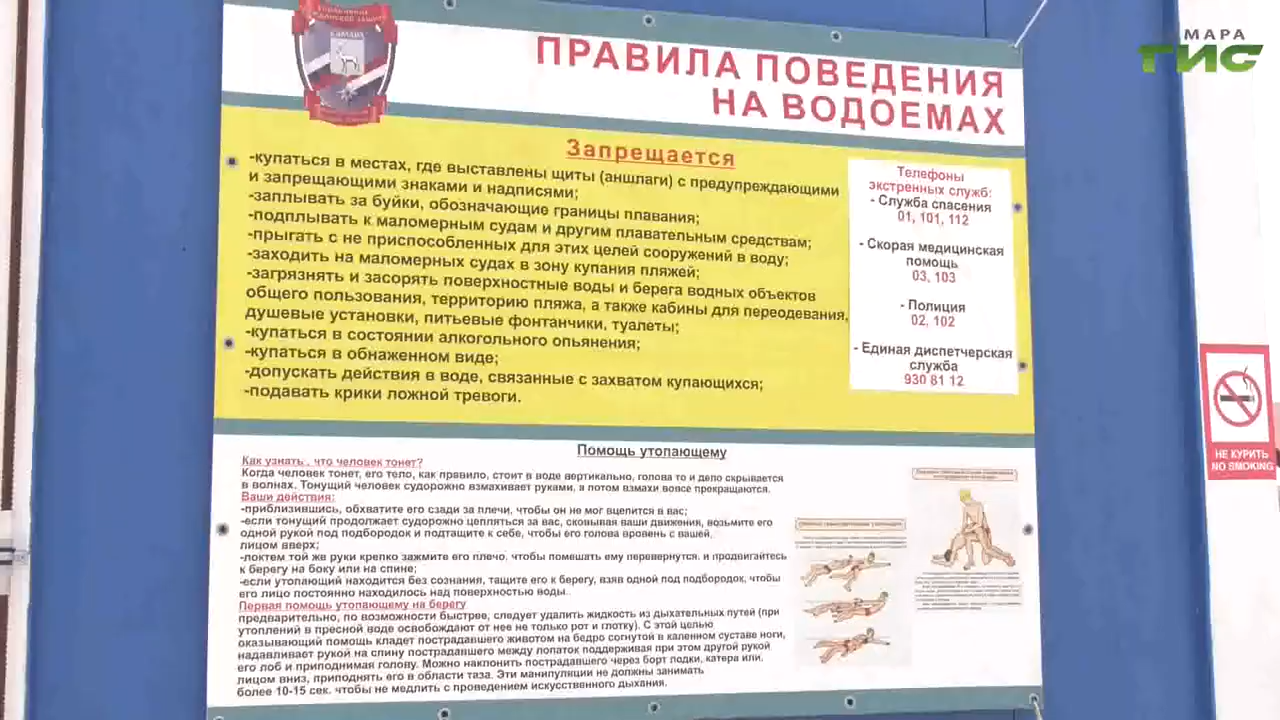 МАРА
ГИС
САМАРА
ПРАВИЛА ПОВЕДЕНИЯ
НА ВОДОЕМАХ
Запрещается
-купаться в местах, где выставлены щиты (аншлаги) с предупреждающими
и запрещающими знаками и надписями;
-заплывать за буйки, обозначающие границы плавания;
-подплывать к маломерным судам и другим плавательным средствам;
-прыгать с не приспособленных для этих целей сооружений в воду;
-заходить на маломерных судах в зону купания пляжей;
-загрязнять и засорять поверхностные воды и берега водных объектов
общего пользования, территорию пляжа, а также кабины для переодевания,
душевые установки, питьевые фонтанчики, туалеты;
-купаться в состоянии алкогольного опьянения;
-купаться в обнаженном виде;
-допускать действия в воде, связанные с захватом купающихся;
-подавать крики ложной тревоги.
Телефоны
экстренных служб:
- Служба спасения
01, 101, 112
- Скорая медицинская
помощь
03, 103
- Полиция
02, 102
- Единая диспетчерская
служба
930 81 12
Помощь утопающему
Как узнать , что человек тонет?
Когда человек тонет, его тело, как правило, стоит в воде вертикально, голова то и дело скрывается
в волнах. Тонущий человек судорожно взмахивает руками, а потом взмахи вовсе прекращаются.
Ваши действия:
-приблизившись, обхватите его сзади за плечи, чтобы он не мог вцепится в вас;
-если тонущий продолжает судорожно цепляться за вас, сковывая ваши движения, возьмите его
одной рукой под подбородок и подтащите к себе, чтобы его голова вровень с вашей,
лицом вверх;
-локтем той же руки крепко зажмите его плечо, чтобы помешать ему перевернутся, и продвигайтесь
к берегу на боку или на спине;
-если утопающий находится без сознания, тащите его к берегу, взяв одной под подбородок, чтобы
его лицо постоянно находилось над поверхностью воды.
Первая помощь утопающему на берегу
предварительно, по возможности быстрее, следует удалить жидкость из дыхательных путей (при
утоплений в пресной воде освобождают от нее не только рот и глотку). С этой целью
оказывающий помощь кладет пострадавшего животом на бедро согнутой в каленном суставе ноги,
надавливает рукой на спину пострадавшего между лопаток поддерживая при этом другой рукой
его лоб и приподнимая голову. Можно наклонить пострадавшего через борт лодки, катера или.
лицом вниз, приподнять его в области таза. Эти манипуляции не должны занимать
более 10-15 сек. чтобы не медлить с проведением искусственного дыхания.
НЕ КУРИТЬ
NO SMOKING